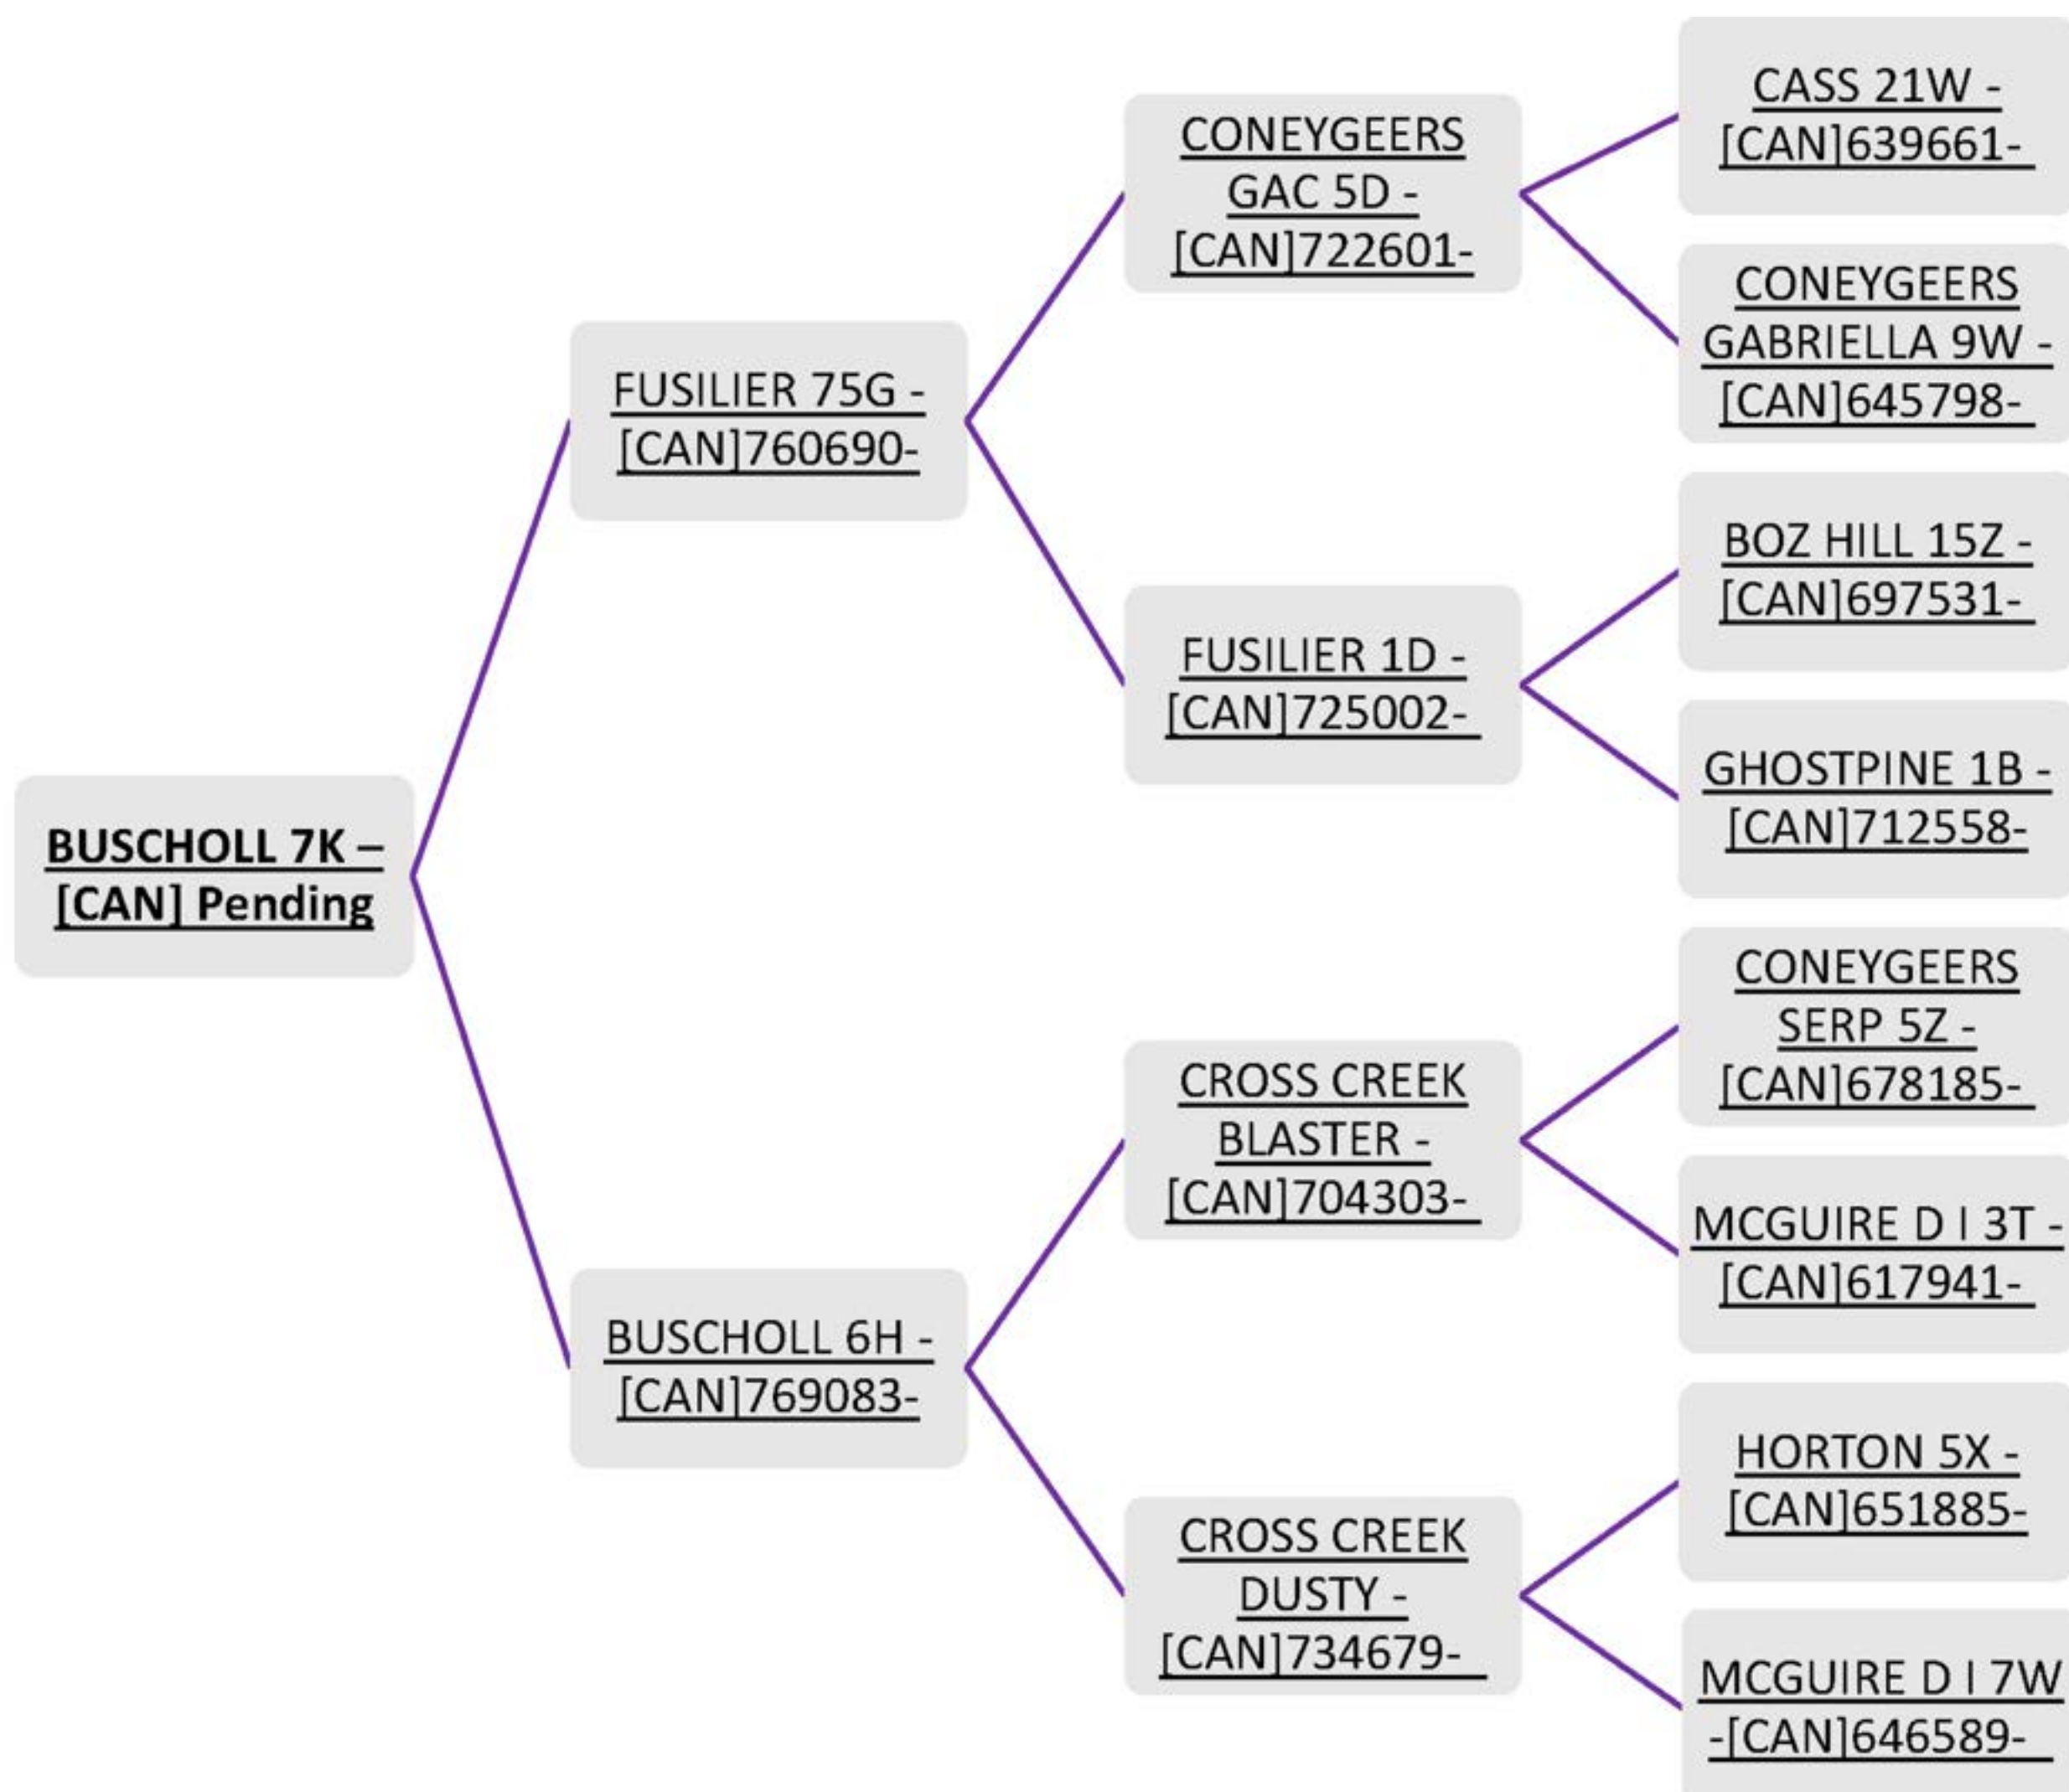 BUSCHOLL 7K –
[CAN] Pending
FUSILIER 75G -
[CAN]760690-
BUSCHOLL 6H -
[CAN]769083-
CONEYGEERS
GAC 5D -
[CAN]722601-
FUSILIER 1D -
[CAN]725002-
CROSS CREEK
BLASTER -
[CAN]704303-
CROSS CREEK
DUSTY -
[CAN]734679-
CASS 21W -
[CAN]639661-
CONEYGEERS
GABRIELLA 9W -
[CAN]645798-
BOZ HILL 15Z -
[CAN]697531-
GHOSTPINE 1B -
[CAN]712558-
CONEYGEERS
SERP 5Z -
[CAN]678185-
MCGUIRE D I 3T -
[CAN]617941-
HORTON 5X -
[CAN]651885-
MCGUIRE D I 7W
-[CAN]646589-